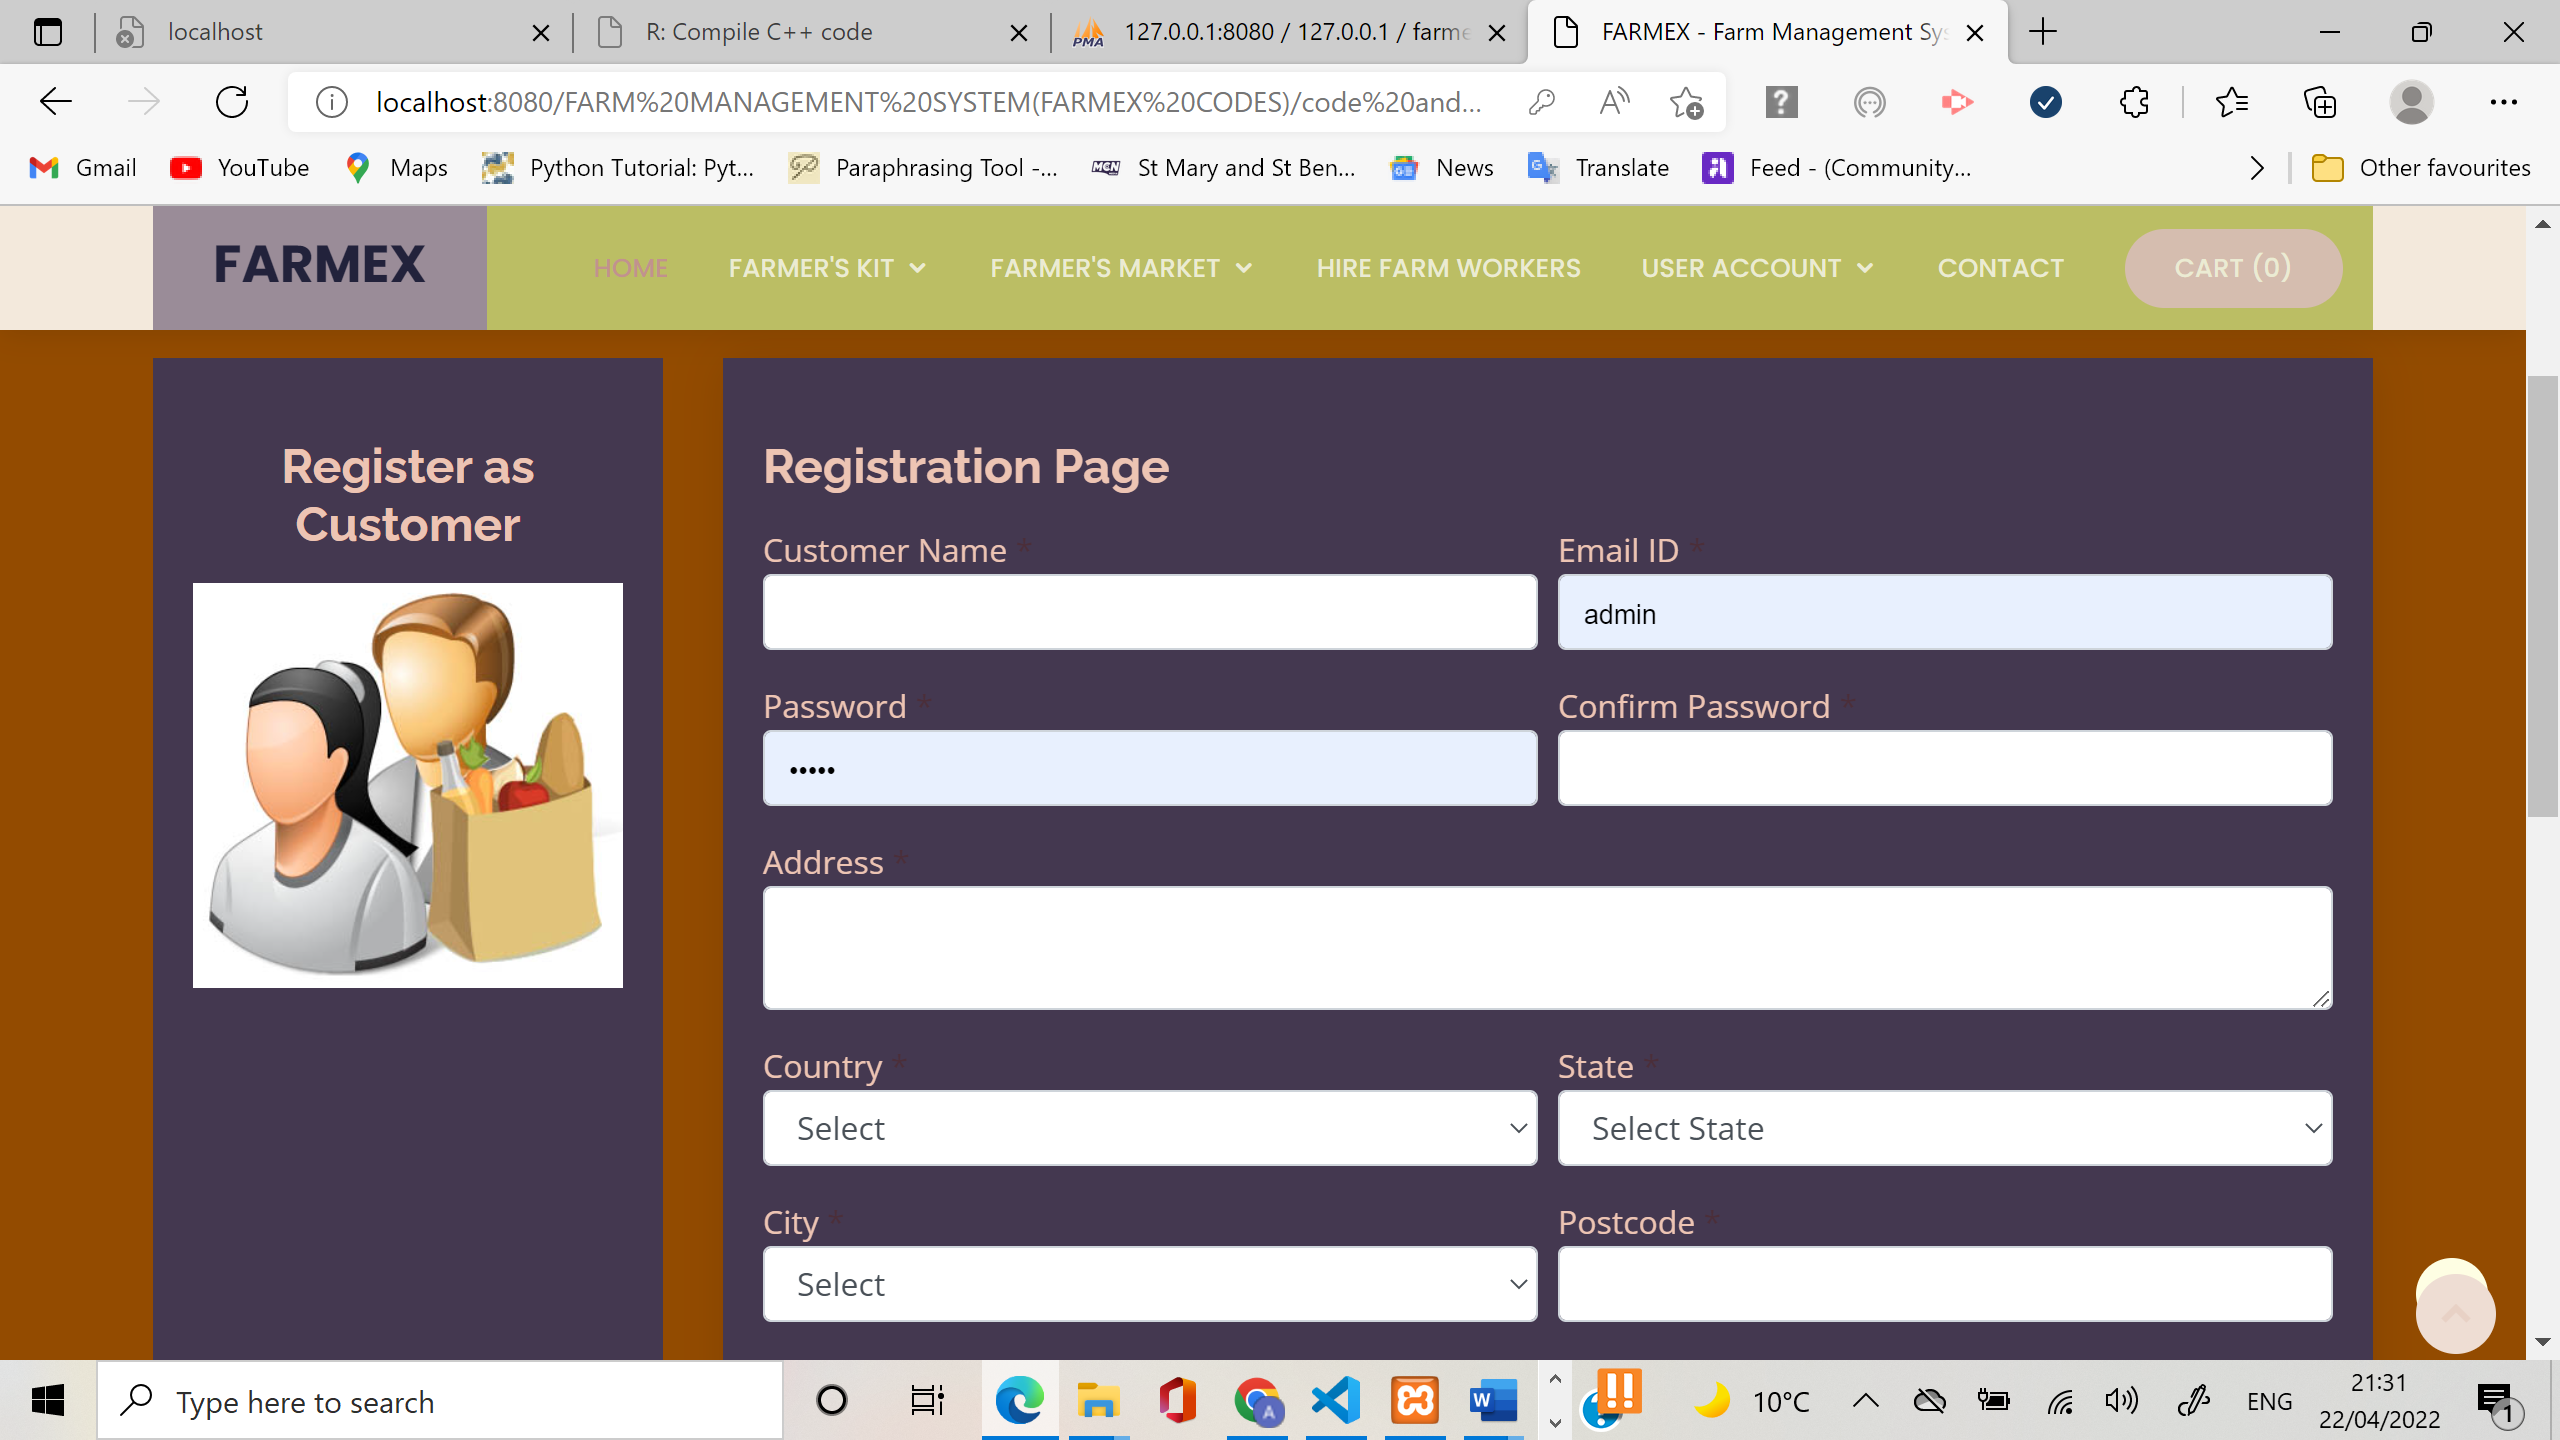 localhost
R: Compile C++ code
127.0.0.1:8080 / 127.0.0.1 / farme
FARMEX - Farm Management Sys
localhost:8080/FARM%20MANAGEMENT%20SYSTEM(FARMEX%20CODES)/code%20and...
Gmail
YouTube
Maps
Python Tutorial: Pyt...
Paraphrasing Tool -...
MGN
St Mary and St Ben...
News
Translate
Feed - (Community...
Other favourites
FARMEX
HOME
FARMER'S KIT
FARMER'S MARKET
HIRE FARM WORKERS
USER ACCOUNT
CONTACT
CART (0)
Register as
Customer
Registration Page
Customer Name *
Email ID *
admin
Password *
•••••
Confirm Password *
Address *
Country *
State *
Select
Select State
City *
Postcode *
Select
Type here to search
10°C
ENG
21:31
22/04/2022
1